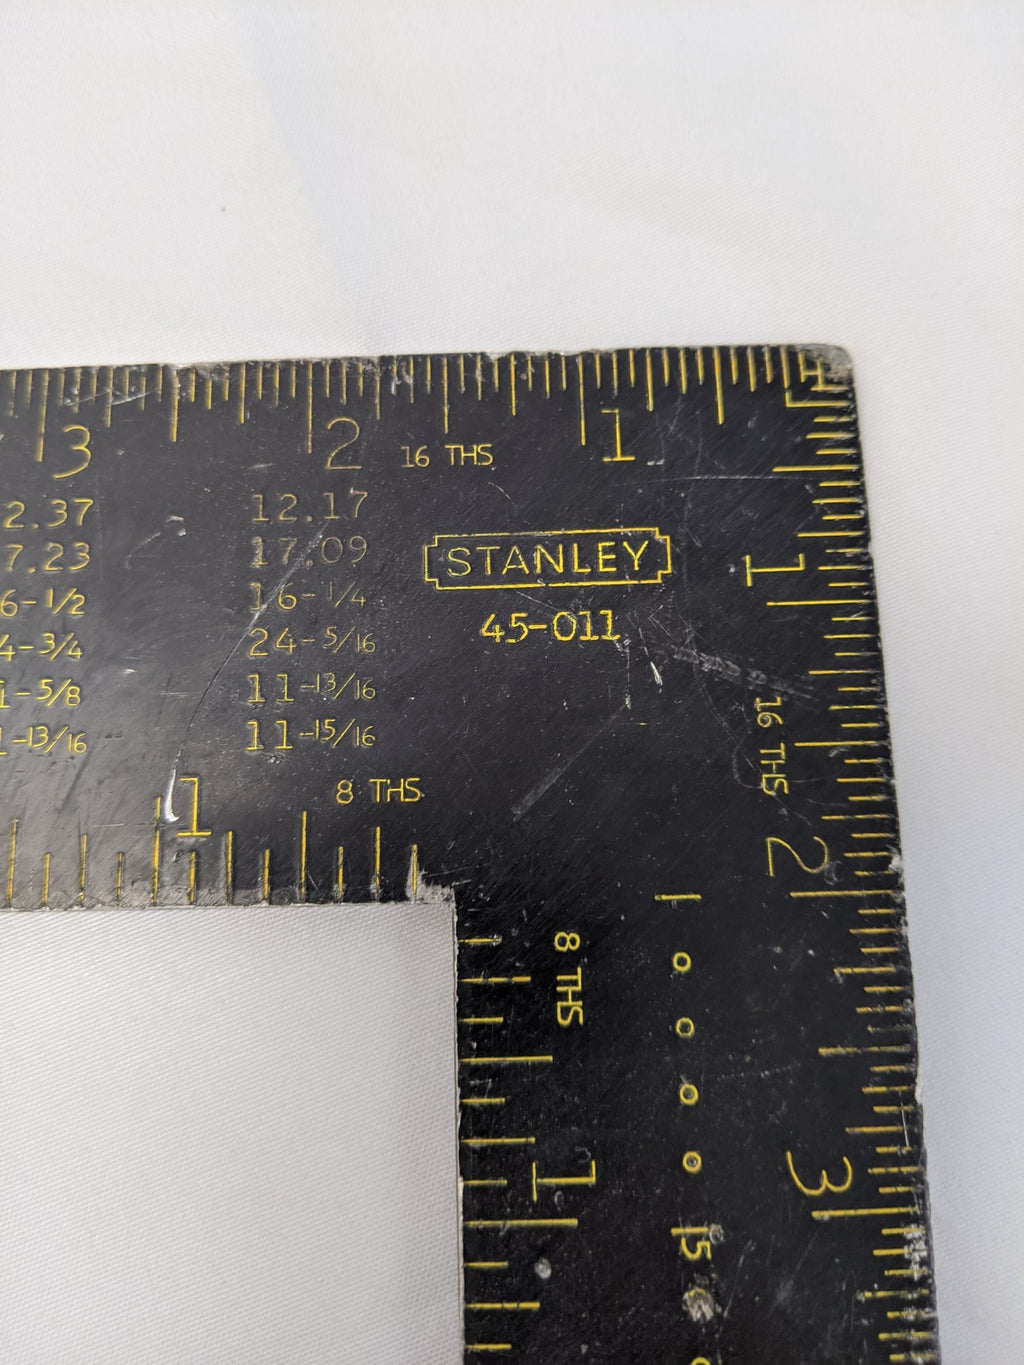 3 2 16 THS 1
2.37 12.17
7.23 17.09
6-1/2 16-1/4
4-3/4 24-5/16
1-5/8 11-13/16
1-13/16 11-15/16
STANLEY
45-011
1 8 THS
1
16 THS
2
3
1
15
8 THS
1